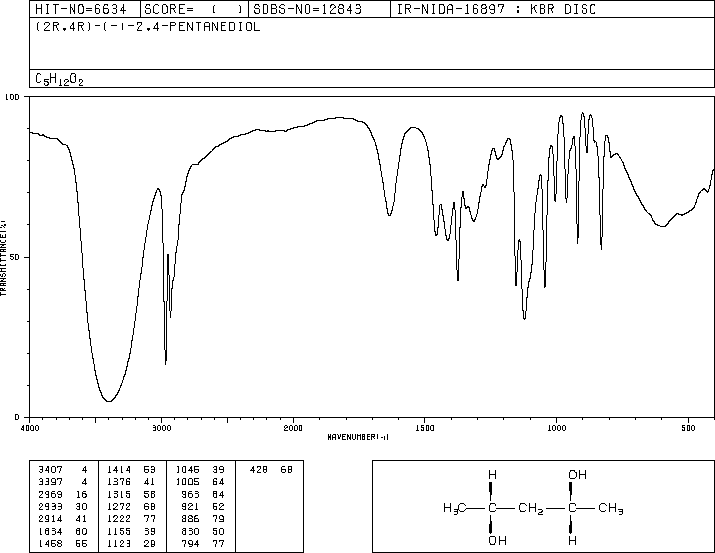 HIT-NO=6634 SCORE= ( ) SDBS-NO=12843 IR-NIDA-16897 : KBR DISC
(2R,4R)-(-)-2,4-PENTANEDIOL
C5H12O2
100
50
0
TRANSMITTANCE(%)
4000 3000 2000 1500 1000 500
WAVENUMBER(-1)
3407 4 1414 53 1046 39 428 68
3397 4 1376 41 1005 64
2969 16 1315 58 963 64
2933 30 1272 68 921 52
2914 41 1222 77 886 79
1634 60 1155 39 830 50
1458 55 1123 29 794 77
H OH
H3C C CH2 C CH3
OH H